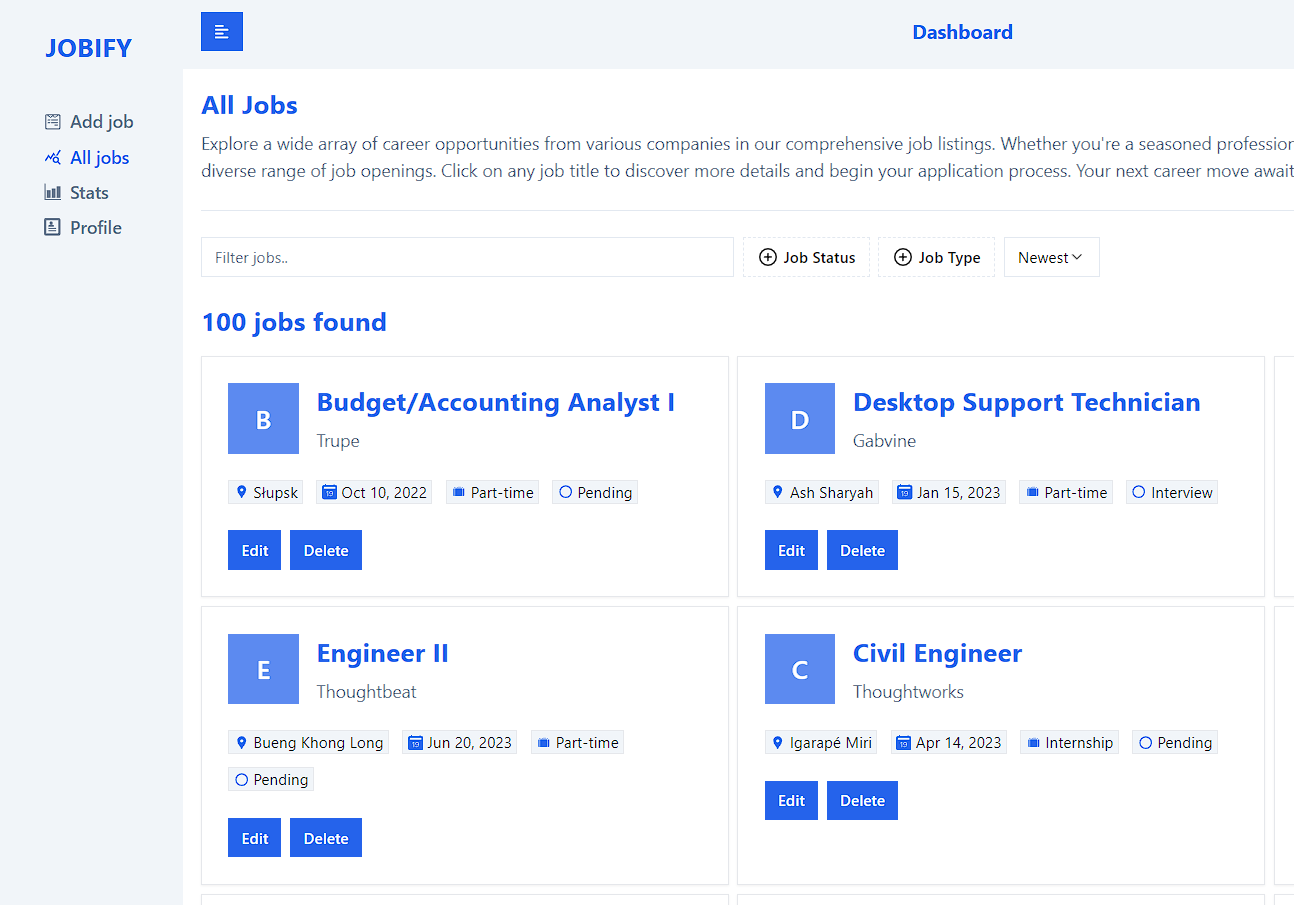 JOBIFY
Dashboard
Add job
All jobs
Stats
Profile
All Jobs
Explore a wide array of career opportunities from various companies in our comprehensive job listings. Whether you're a seasoned
diverse range of job openings. Click on any job title to discover more details and begin your application process. Your next career move
Filter jobs..
Job Status
Job Type
Newest
100 jobs found
B
Budget/Accounting Analyst I
Trupe
Słupsk
19 Oct 10, 2022
Part-time
Pending
Edit
Delete
D
Desktop Support Technician
Gabvine
Ash Sharyah
19 Jan 15, 2023
Part-time
Interview
Edit
Delete
E
Engineer II
Thoughtbeat
Bueng Khong Long
19 Jun 20, 2023
Part-time
Pending
Edit
Delete
C
Civil Engineer
Thoughtworks
Igarapé Miri
19 Apr 14, 2023
Internship
Pending
Edit
Delete